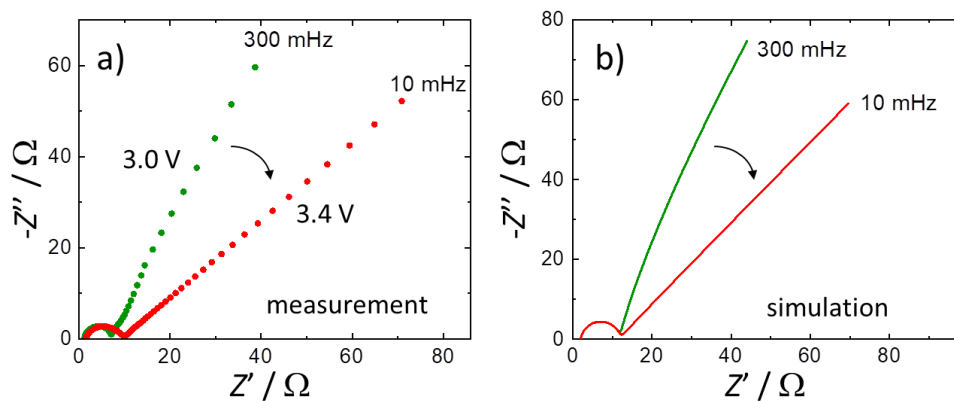 a)
300 mHz
10 mHz
3.0 V
3.4 V
measurement
-Z'' / Ω
60
40
20
0
0 20 40 60 80
Z' / Ω
b)
300 mHz
10 mHz
simulation
-Z'' / Ω
80
60
40
20
0
0 20 40 60 80
Z' / Ω